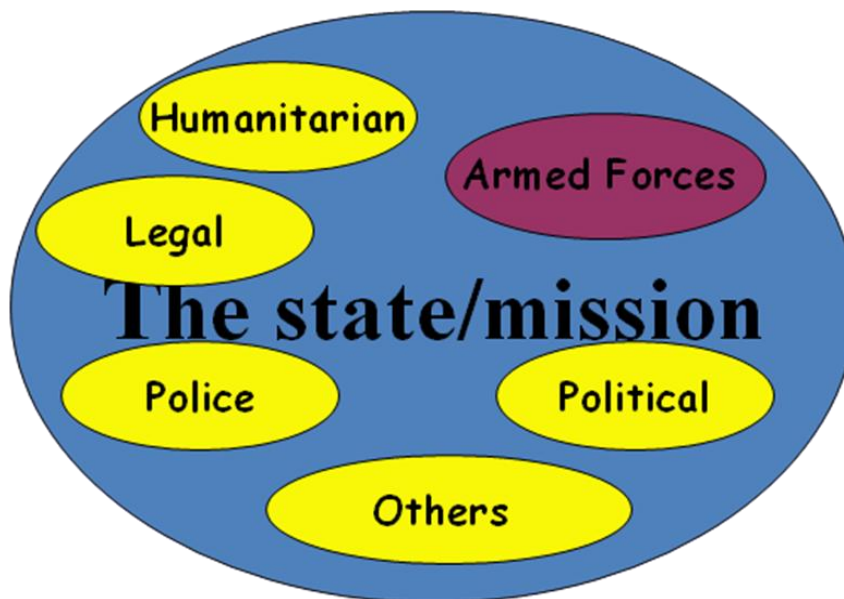 Humanitarian
Armed Forces
Legal
The state/mission
Police
Political
Others